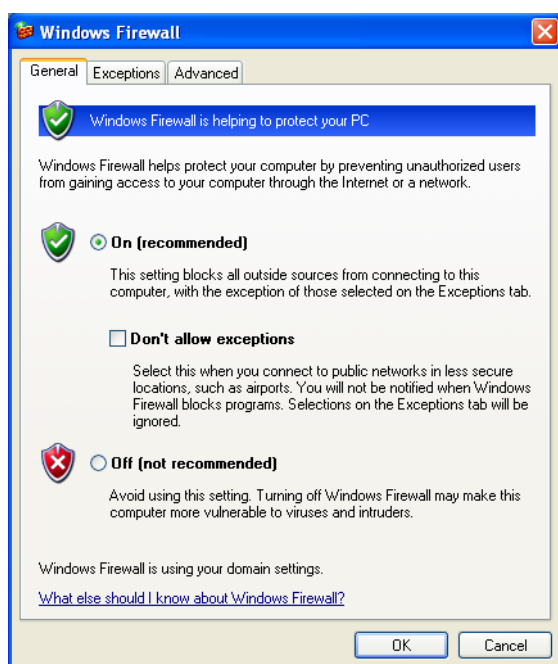 Windows Firewall
General Exceptions Advanced
Windows Firewall is helping to protect your PC
Windows Firewall helps protect your computer by preventing unauthorized users
from gaining access to your computer through the Internet or a network.
On (recommended)
This setting blocks all outside sources from connecting to this
computer, with the exception of those selected on the Exceptions tab.
Don't allow exceptions
Select this when you connect to public networks in less secure
locations, such as airports. You will not be notified when Windows
Firewall blocks programs. Selections on the Exceptions tab will be
ignored.
Off (not recommended)
Avoid using this setting. Turning off Windows Firewall may make this
computer more vulnerable to viruses and intruders.
Windows Firewall is using your domain settings.
What else should I know about Windows Firewall?
OK Cancel